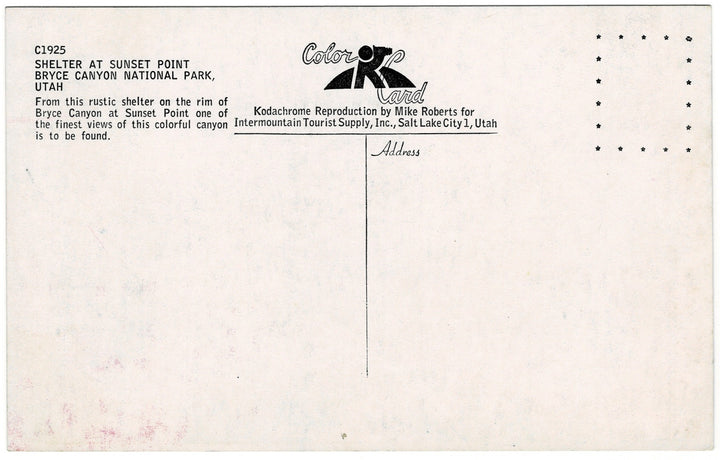 C1925
SHELTER AT SUNSET POINT
BRYCE CANYON NATIONAL PARK,
UTAH
From this rustic shelter on the rim of
Bryce Canyon at Sunset Point one of
the finest views of this colorful canyon
is to be found.
Color
Card
Kodachrome Reproduction by Mike Roberts for
Intermountain Tourist Supply, Inc., Salt Lake City 1, Utah
Address